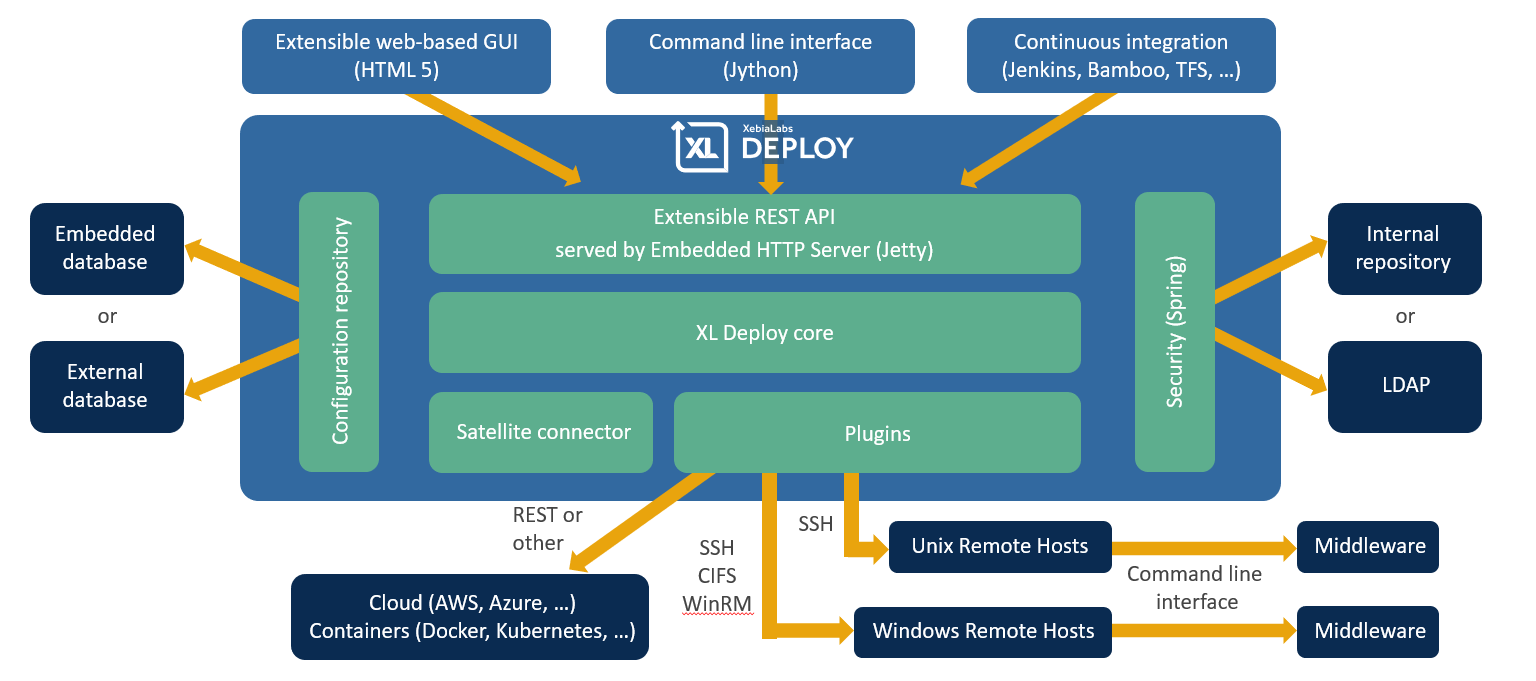 Extensible web-based GUI
(HTML 5)
Command line interface
(Jython)
Continuous integration
(Jenkins, Bamboo, TFS, ...)
XL
XebiaLabs
DEPLOY
Embedded
database
or
External
database
Configuration repository
Extensible REST API
served by Embedded HTTP Server (Jetty)
XL Deploy core
Satellite connector
Plugins
Security (Spring)
Internal
repository
or
LDAP
REST or
other
SSH
CIFS
WinRM
SSH
Cloud (AWS, Azure, ...)
Containers (Docker, Kubernetes, ...)
Unix Remote Hosts
Middleware
Command line
interface
Windows Remote Hosts
Middleware